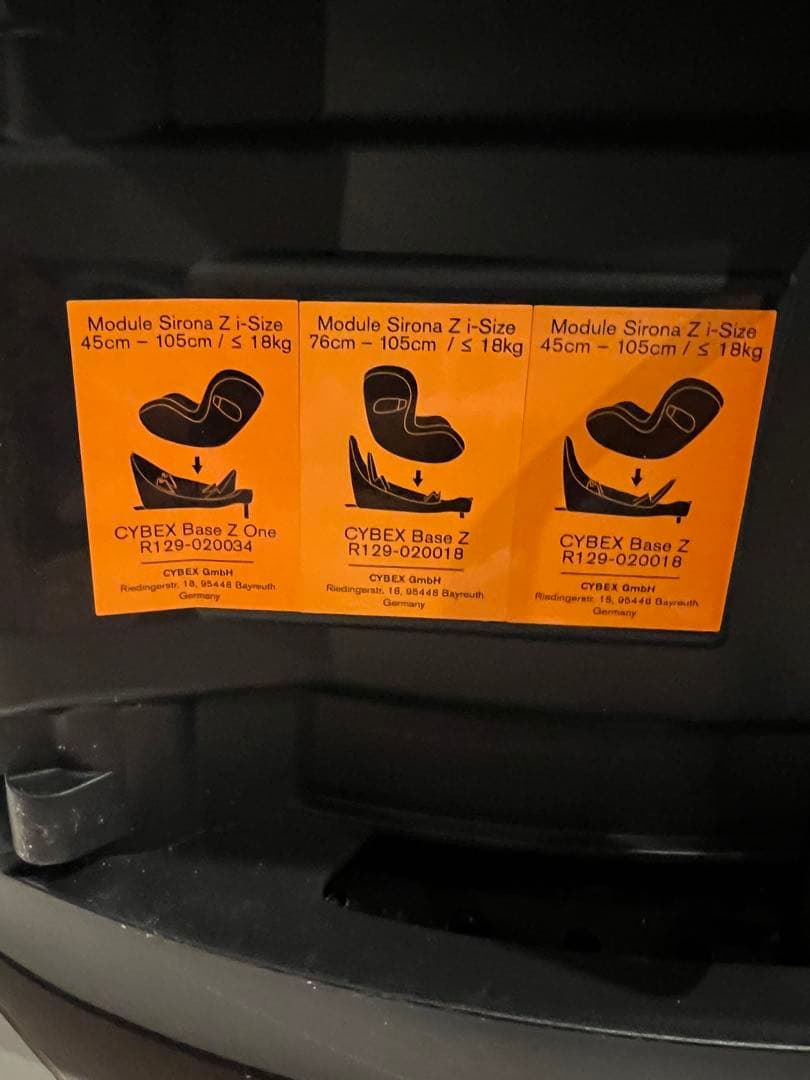 Module Sirona Z i-Size
45cm – 105cm / ≤ 18kg
CYBEX Base Z One
R129-020034
CYBEX GmbH
Riedingerstr. 18, 95448 Bayreuth
Germany
Module Sirona Z i-Size
76cm – 105cm / ≤ 18kg
CYBEX Base Z
R129-020018
CYBEX GmbH
Riedingerstr. 18, 95448 Bayreuth
Germany
Module Sirona Z i-Size
45cm – 105cm / ≤ 18kg
CYBEX Base Z
R129-020018
CYBEX GmbH
Riedingerstr. 18, 95448 Bayreuth
Germany